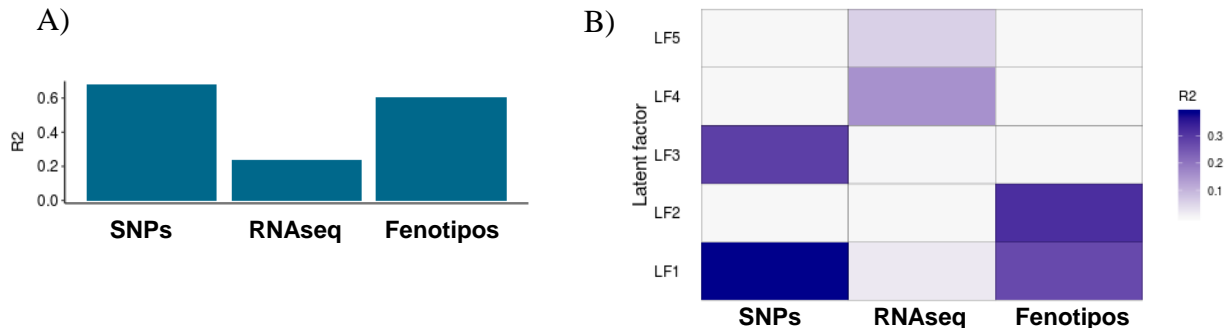 A)
R2
0.6
0.4
0.2
0.0
SNPs RNAseq Fenotipos
B)
Latent factor
LF5
LF4
LF3
LF2
LF1
SNPs RNAseq Fenotipos
R2
0.3
0.2
0.1